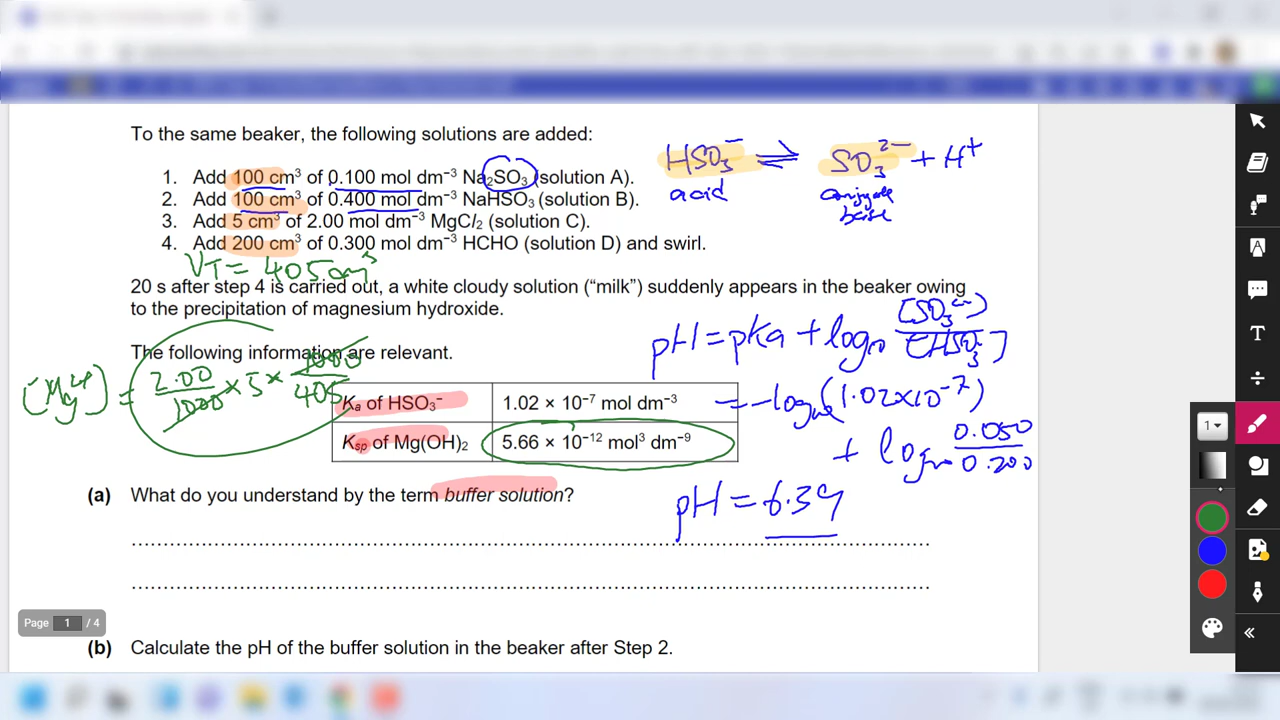 To the same beaker, the following solutions are added:
1. Add 100 cm³ of 0.100 mol dm⁻³ Na₂SO₃ (solution A).
2. Add 100 cm³ of 0.400 mol dm⁻³ NaHSO₃ (solution B).
3. Add 5 cm³ of 2.00 mol dm⁻³ MgCl₂ (solution C).
4. Add 200 cm³ of 0.300 mol dm⁻³ HCHO (solution D) and swirl.
HSO₃⁻ ⇌ SO₃²⁻ + H⁺
acid conjugate base
VT = 405 cm³
20 s after step 4 is carried out, a white cloudy solution (“milk”) suddenly appears in the beaker owing
to the precipitation of magnesium hydroxide.
The following information are relevant.
[Mg²⁺] = 2.00/1000 × 5 × 1000/405
Kₐ of HSO₃⁻ 1.02 × 10⁻⁷ mol dm⁻³
Kₛₚ of Mg(OH)₂ 5.66 × 10⁻¹² mol³ dm⁻⁹
pH = pKa + log₁₀ [SO₃²⁻]/[HSO₃⁻]
= -log₁₀(1.02×10⁻⁷)
+ log₁₀ 0.050/0.200
pH = 6.39
(a) What do you understand by the term buffer solution?
Page 1 / 4
(b) Calculate the pH of the buffer solution in the beaker after Step 2.
1
T